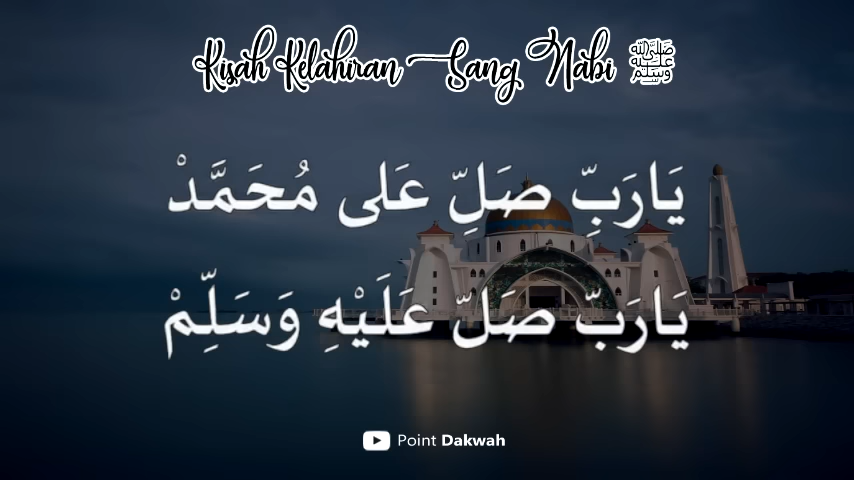 Kisah Kelahiran Sang Nabi ﷺ
يَارَبِّ صَلِّ عَلى مُحَمَّدْ
يَارَبّ صَلّ عَلَيْهِ وَسَلِّمْ
Point Dakwah